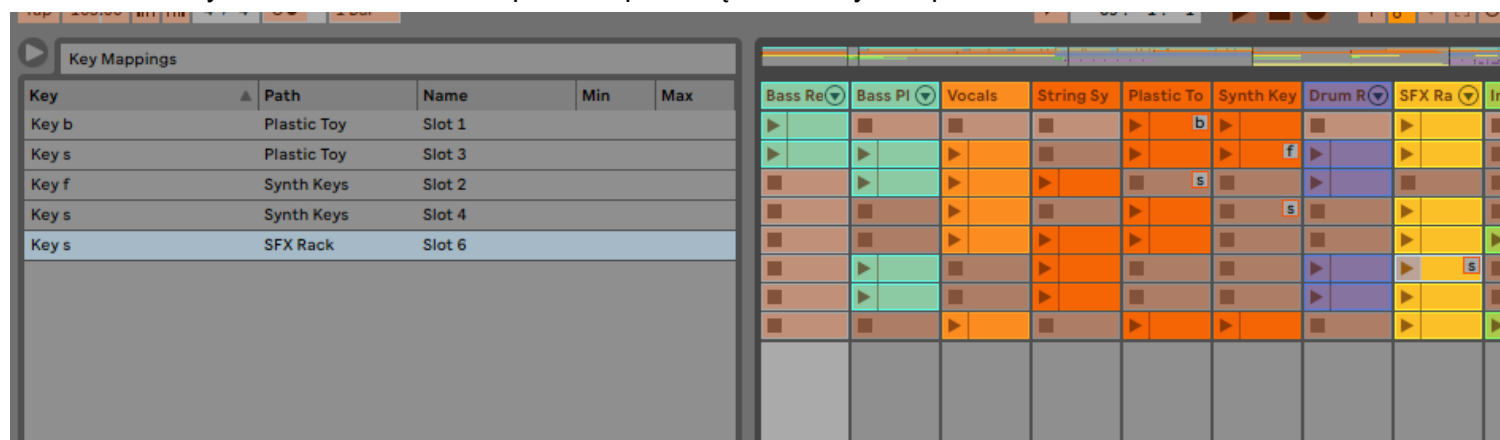 Key Mappings
Key Path Name Min Max
Key b Plastic Toy Slot 1
Key s Plastic Toy Slot 3
Key f Synth Keys Slot 2
Key s Synth Keys Slot 4
Key s SFX Rack Slot 6
Bass Re Bass Pl Vocals String Sy Plastic To Synth Key Drum R SFX Ra
b
f
s
s
s